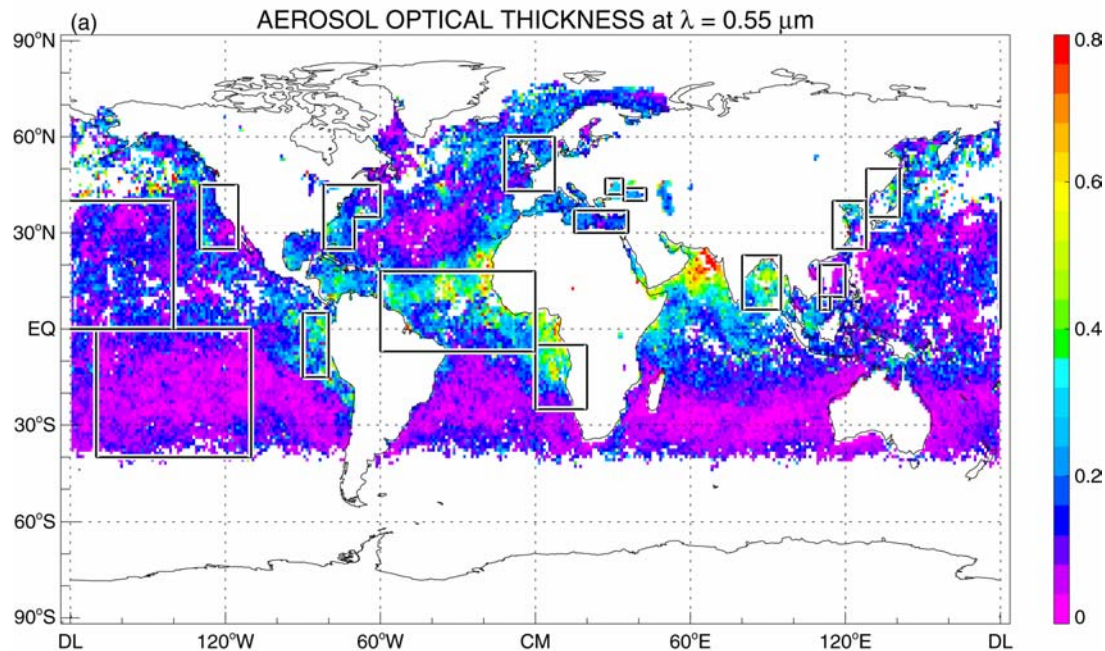 (a) AEROSOL OPTICAL THICKNESS at λ = 0.55 μm
90°N
60°N
30°N
EQ
30°S
60°S
90°S
DL 120°W 60°W CM 60°E 120°E DL
0.8
0.6
0.4
0.2
0